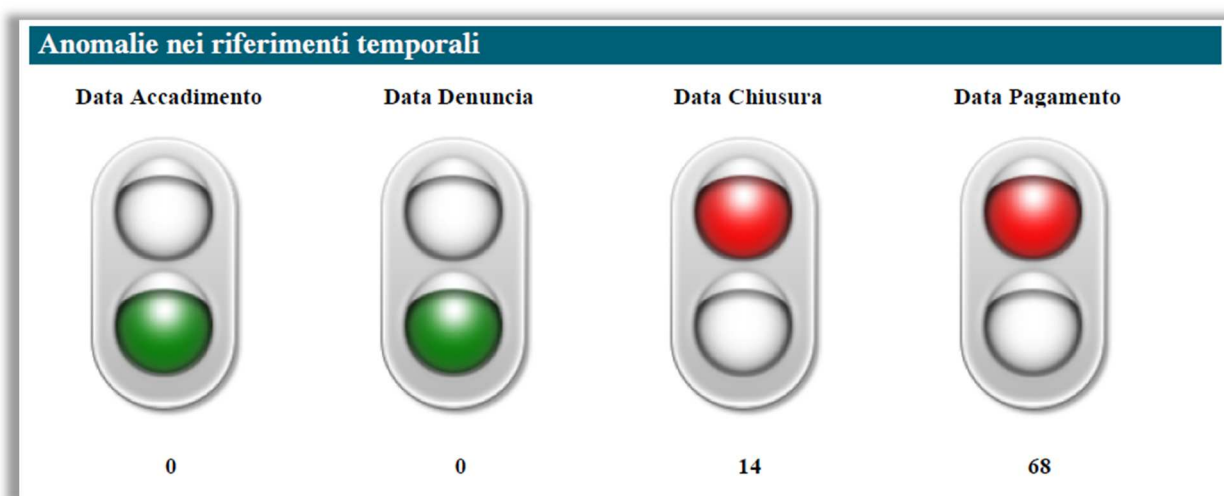 Anomalie nei riferimenti temporali
Data Accadimento Data Denuncia Data Chiusura Data Pagamento
0 0 14 68